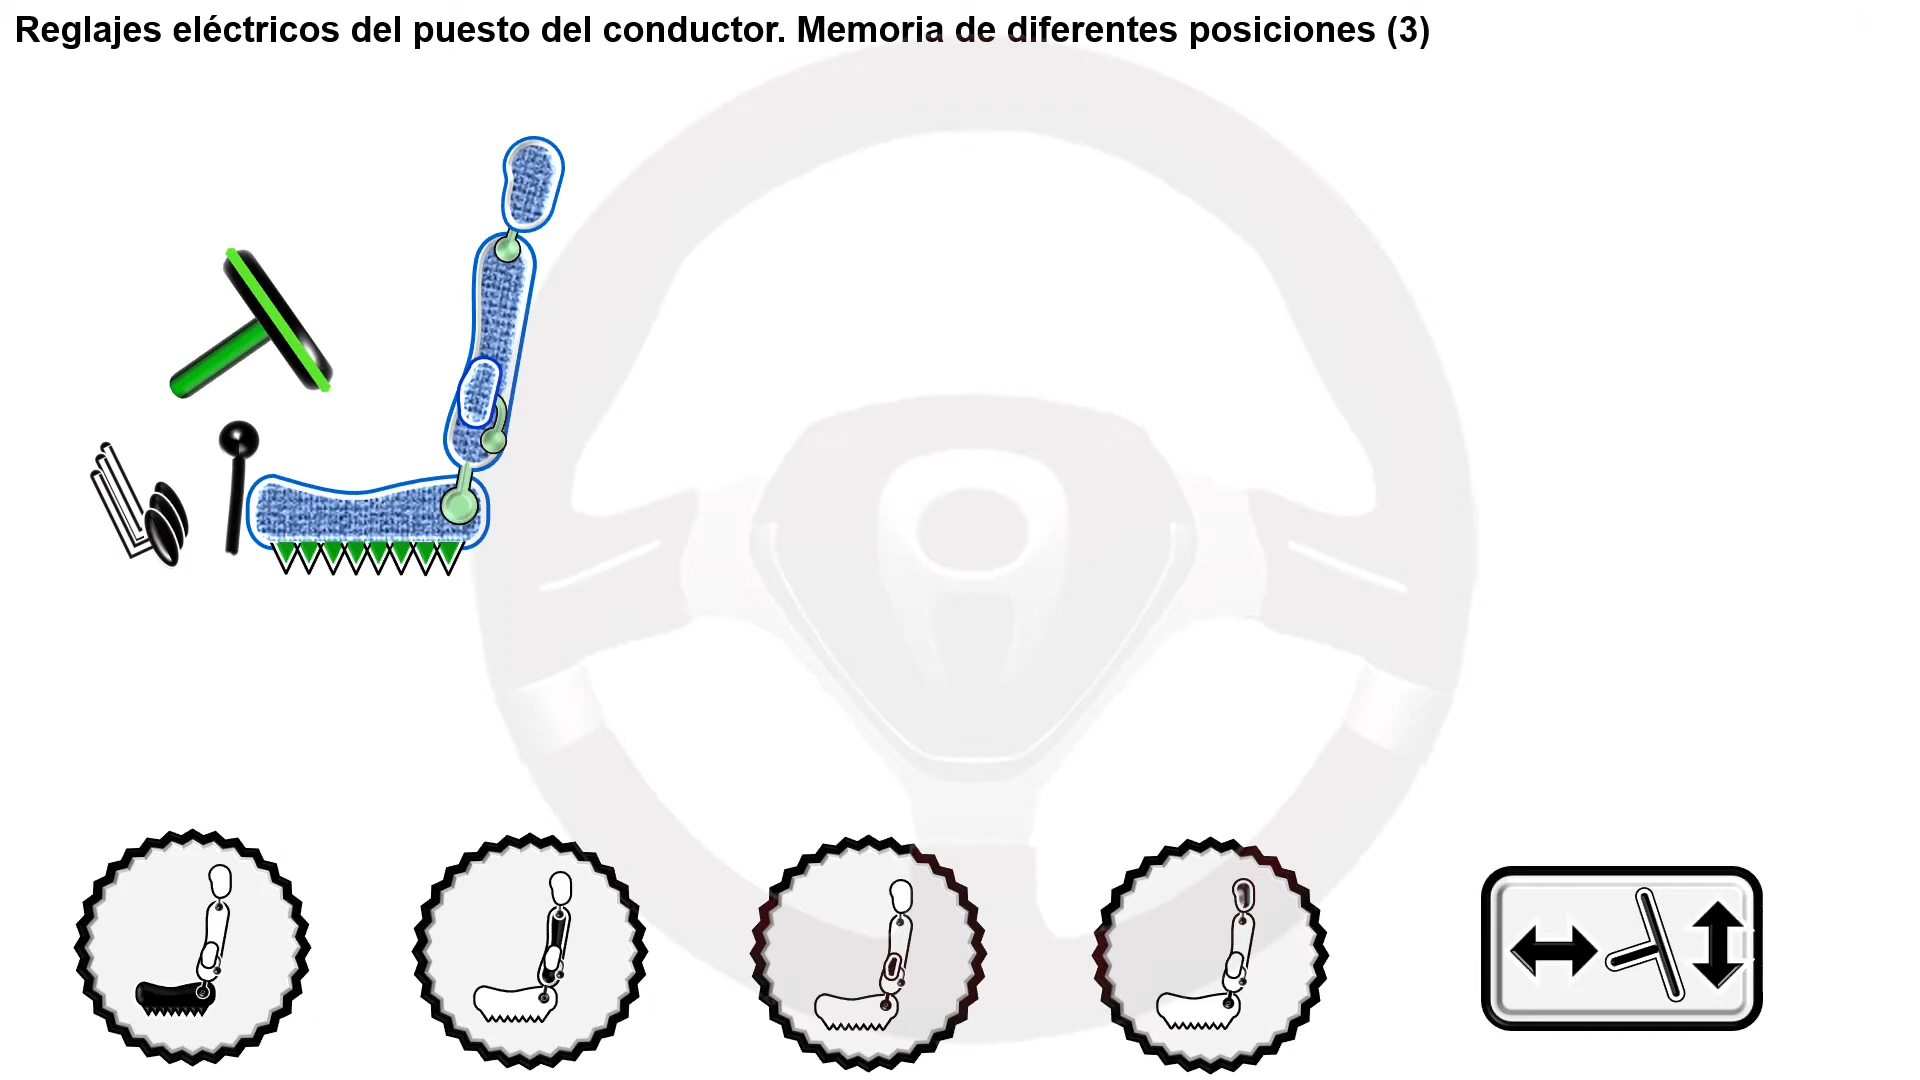 Reglajes eléctricos del puesto del conductor. Memoria de diferentes posiciones (3)